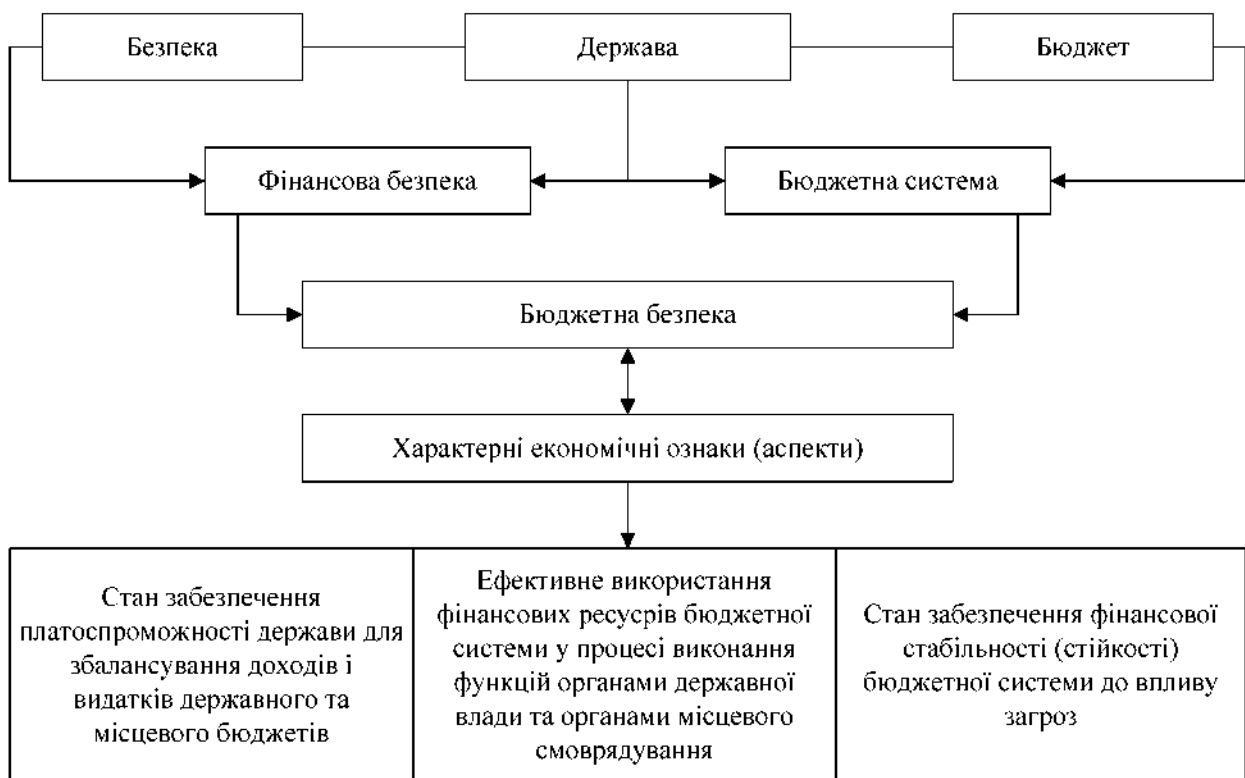 Безпека
Держава
Бюджет
Фінансова безпека
Бюджетна система
Бюджетна безпека
Характерні економічні ознаки (аспекти)
Стан забезпечення
платоспроможності держави для
збалансування доходів і
видатків державного та
місцевого бюджетів
Ефективне використання
фінансових ресусрів бюджетної
системи у процесі виконання
функцій органами державної
влади та органами місцевого
смоврядування
Стан забезпечення фінансової
стабільності (стійкості)
бюджетної системи до впливу
загроз